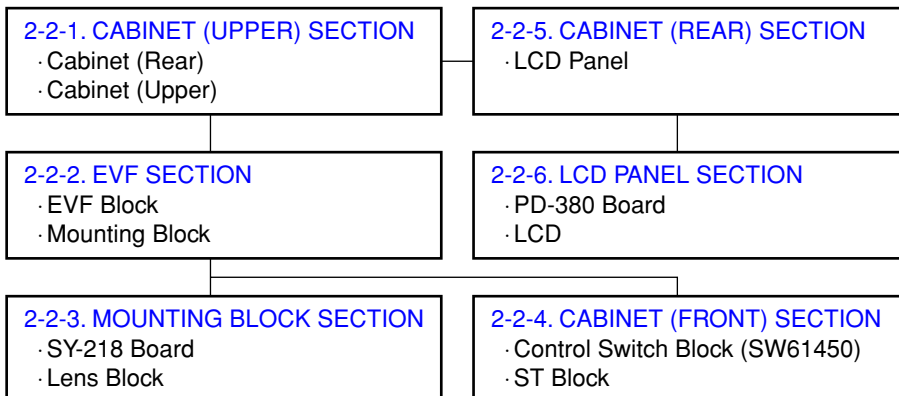 2-2-1. CABINET (UPPER) SECTION
· Cabinet (Rear)
· Cabinet (Upper)
2-2-5. CABINET (REAR) SECTION
· LCD Panel
2-2-2. EVF SECTION
· EVF Block
· Mounting Block
2-2-6. LCD PANEL SECTION
· PD-380 Board
· LCD
2-2-3. MOUNTING BLOCK SECTION
· SY-218 Board
· Lens Block
2-2-4. CABINET (FRONT) SECTION
· Control Switch Block (SW61450)
· ST Block